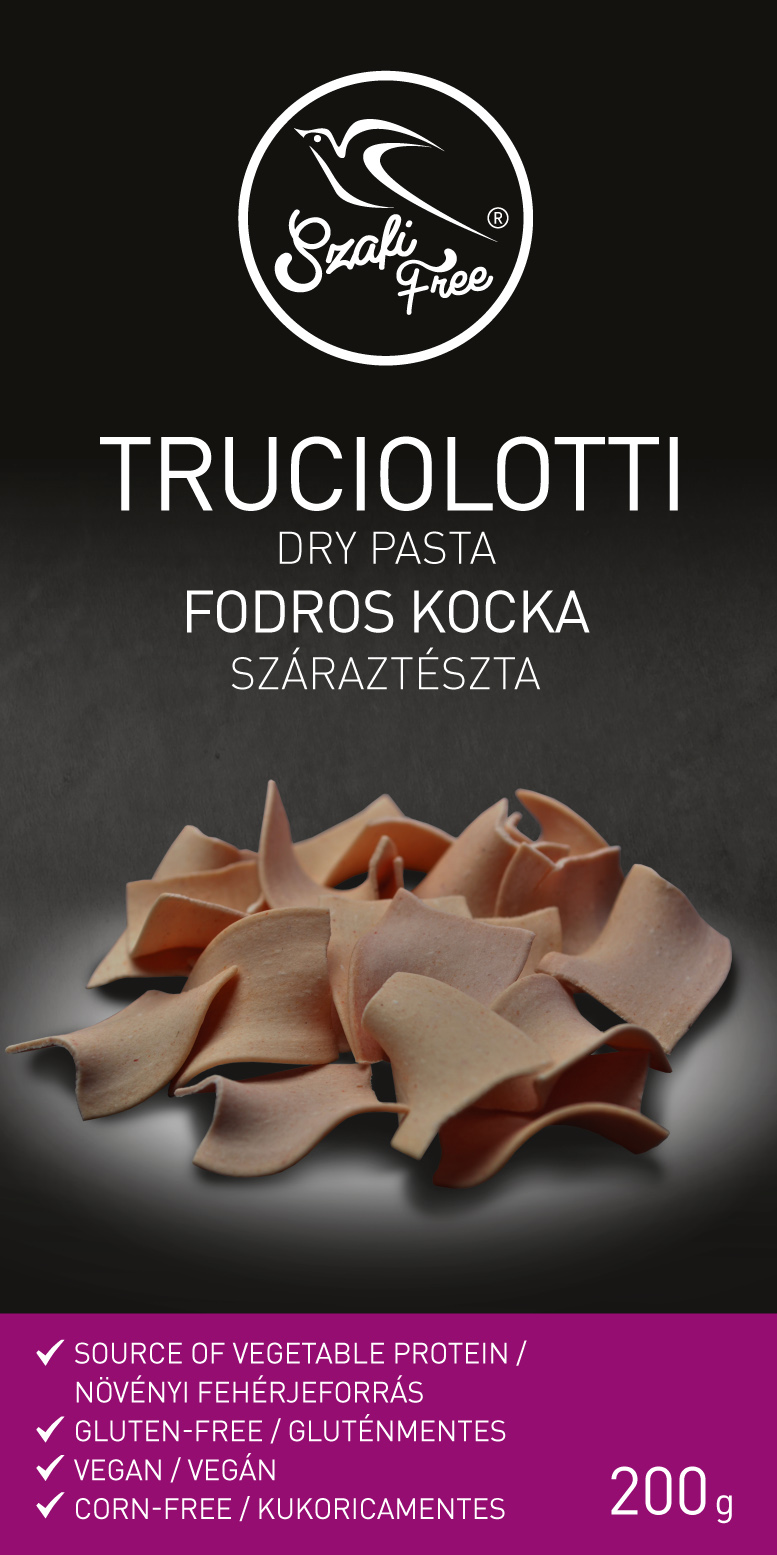 Szafi
Free
®
TRUCIOLOTTI
DRY PASTA
FODROS KOCKA
SZÁRAZTÉSZTA
SOURCE OF VEGETABLE PROTEIN /
NÖVÉNYI FEHÉRJEFORRÁS
GLUTEN-FREE / GLUTÉNMENTES
VEGAN / VEGÁN
CORN-FREE / KUKORICAMENTES
200 g